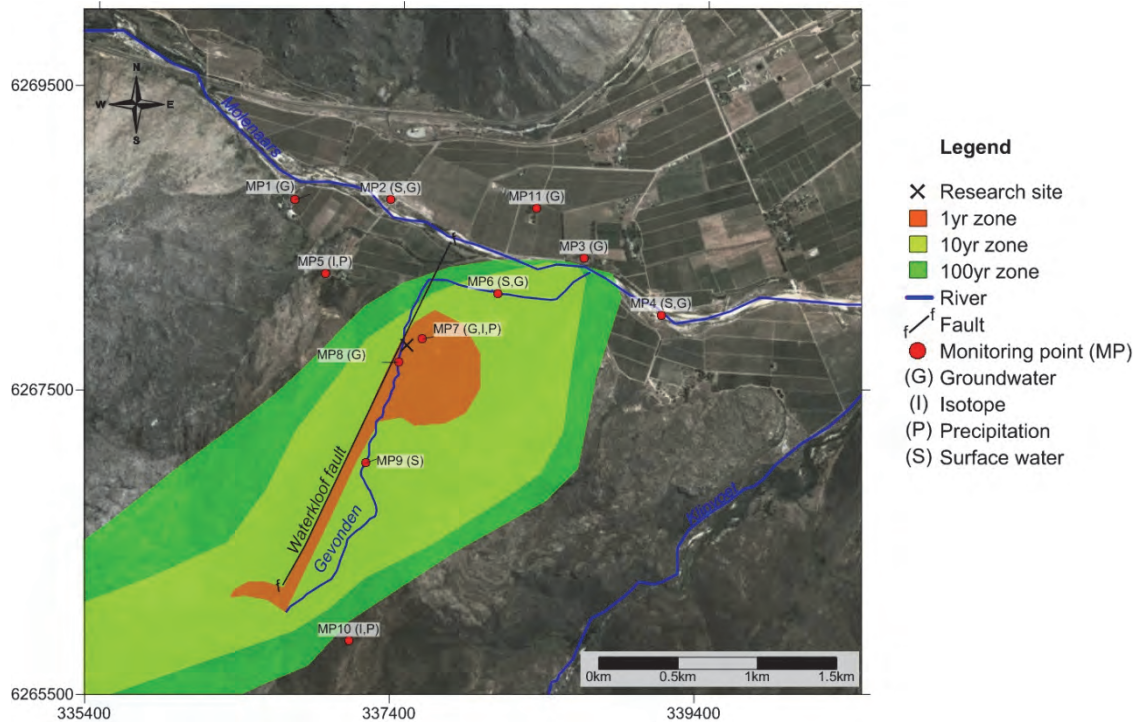 6269500
6267500
6265500
335400
337400
339400
N
W
E
S
Molenaars
MP1 (G)
MP2 (S,G)
MP11 (G)
MP5 (I,P)
MP3 (G)
MP6 (S,G)
MP4 (S,G)
f
MP7 (G,I,P)
MP8 (G)
MP9 (S)
Waterkloof fault
Gevonden
f
MP10 (I,P)
0km
0.5km
1km
1.5km
Legend
Research site
1yr zone
10yr zone
100yr zone
River
f f
Fault
Monitoring point (MP)
(G) Groundwater
(I) Isotope
(P) Precipitation
(S) Surface water